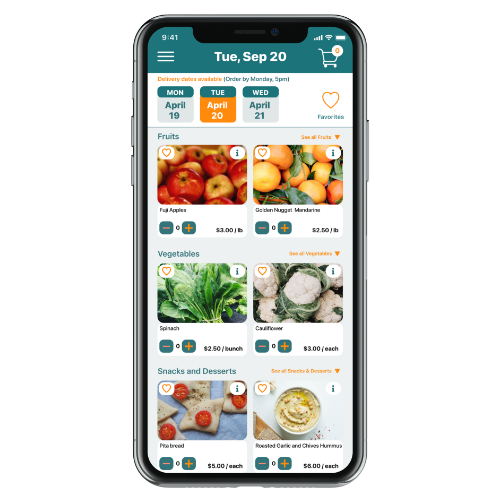 9:41
Tue, Sep 20
0
Delivery dates available (Order by Monday, 5pm)
MON TUE WED
April 19 April 20 April 21
Favorites
Fruits See all Fruits
i i
Fuji Apples Golden Nugget Mandarine
0 $3.00 / lb 0 $2.50 / lb
Vegetables See all Vegetables
i i
Spinach Cauliflower
0 $2.50 / bunch 0 $3.00 / each
Snacks and Desserts See all Snacks & Desserts
i i
Pita bread Roasted Garlic and Chives Hummus
0 $5.00 / each 0 $6.00 / each